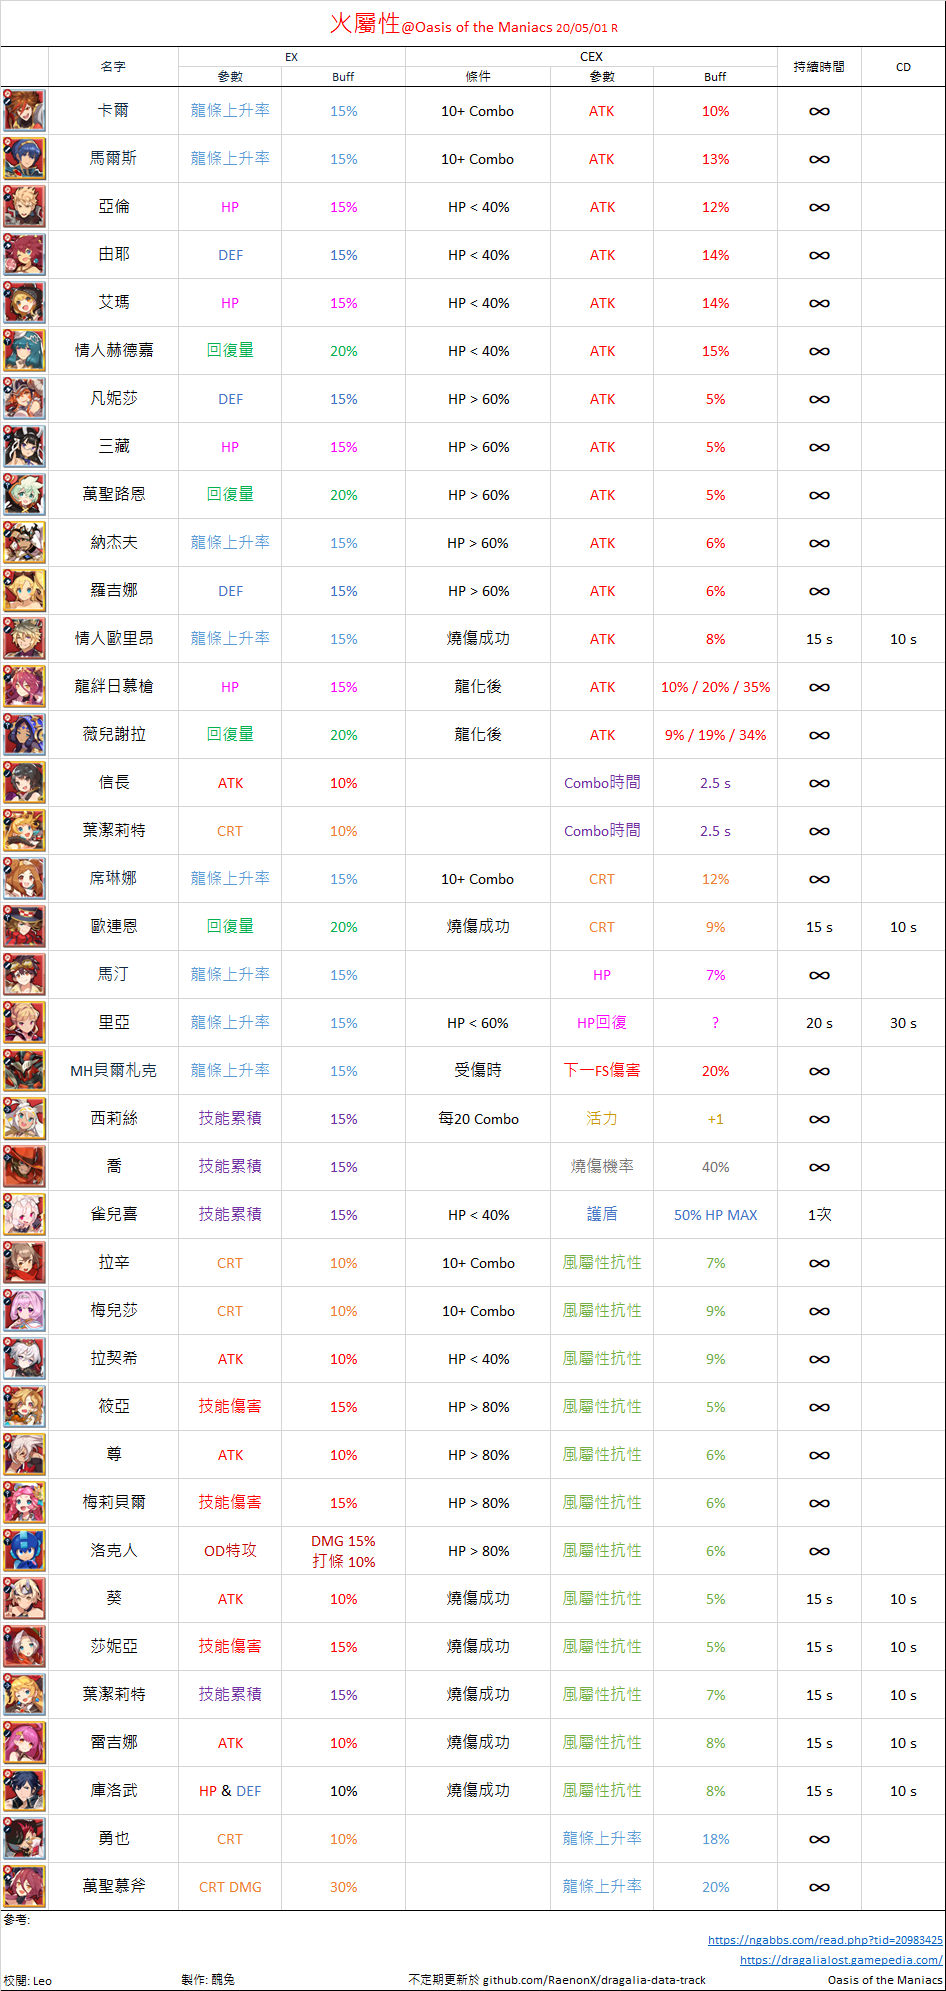 火屬性@Oasis of the Maniacs 20/05/01 R
名字 EX CEX 持續時間 CD
參數 Buff 條件 參數 Buff
卡爾 龍條上升率 15% 10+ Combo ATK 10% ∞
馬爾斯 龍條上升率 15% 10+ Combo ATK 13% ∞
亞倫 HP 15% HP < 40% ATK 12% ∞
由耶 DEF 15% HP < 40% ATK 14% ∞
艾瑪 HP 15% HP < 40% ATK 14% ∞
情人赫德嘉 回復量 20% HP < 40% ATK 15% ∞
凡妮莎 DEF 15% HP > 60% ATK 5% ∞
三藏 HP 15% HP > 60% ATK 5% ∞
萬聖路恩 回復量 20% HP > 60% ATK 5% ∞
納杰夫 龍條上升率 15% HP > 60% ATK 6% ∞
羅吉娜 DEF 15% HP > 60% ATK 6% ∞
情人歐里昂 龍條上升率 15% 燒傷成功 ATK 8% 15 s 10 s
龍絆日慕槍 HP 15% 龍化後 ATK 10% / 20% / 35% ∞
薇兒謝拉 回復量 20% 龍化後 ATK 9% / 19% / 34% ∞
信長 ATK 10% Combo時間 2.5 s ∞
葉潔莉特 CRT 10% Combo時間 2.5 s ∞
席琳娜 龍條上升率 15% 10+ Combo CRT 12% ∞
歐連恩 回復量 20% 燒傷成功 CRT 9% 15 s 10 s
馬汀 龍條上升率 15% HP 7% ∞
里亞 龍條上升率 15% HP < 60% HP回復 ? 20 s 30 s
MH貝爾札克 龍條上升率 15% 受傷時 下一FS傷害 20% ∞
西莉絲 技能累積 15% 每20 Combo 活力 +1 ∞
喬 技能累積 15% 燒傷機率 40% ∞
雀兒喜 技能累積 15% HP < 40% 護盾 50% HP MAX 1次
拉辛 CRT 10% 10+ Combo 風屬性抗性 7% ∞
梅兒莎 CRT 10% 10+ Combo 風屬性抗性 9% ∞
拉契希 ATK 10% HP < 40% 風屬性抗性 9% ∞
筱亞 技能傷害 15% HP > 80% 風屬性抗性 5% ∞
尊 ATK 10% HP > 80% 風屬性抗性 6% ∞
梅莉貝爾 技能傷害 15% HP > 80% 風屬性抗性 6% ∞
洛克人 OD特攻 DMG 15% HP > 80% 風屬性抗性 6% ∞
打條 10%
葵 ATK 10% 燒傷成功 風屬性抗性 5% 15 s 10 s
莎妮亞 技能傷害 15% 燒傷成功 風屬性抗性 5% 15 s 10 s
葉潔莉特 技能累積 15% 燒傷成功 風屬性抗性 7% 15 s 10 s
雷吉娜 ATK 10% 燒傷成功 風屬性抗性 8% 15 s 10 s
庫洛武 HP & DEF 10% 燒傷成功 風屬性抗性 8% 15 s 10 s
勇也 CRT 10% 龍條上升率 18% ∞
萬聖慕斧 CRT DMG 30% 龍條上升率 20% ∞
參考:
https://ngabbs.com/read.php?tid=20983425
https://dragalialost.gamepedia.com/
校閱: Leo 製作: 醜兔 不定期更新於 github.com/RaenonX/dragalia-data-track Oasis of the Maniacs